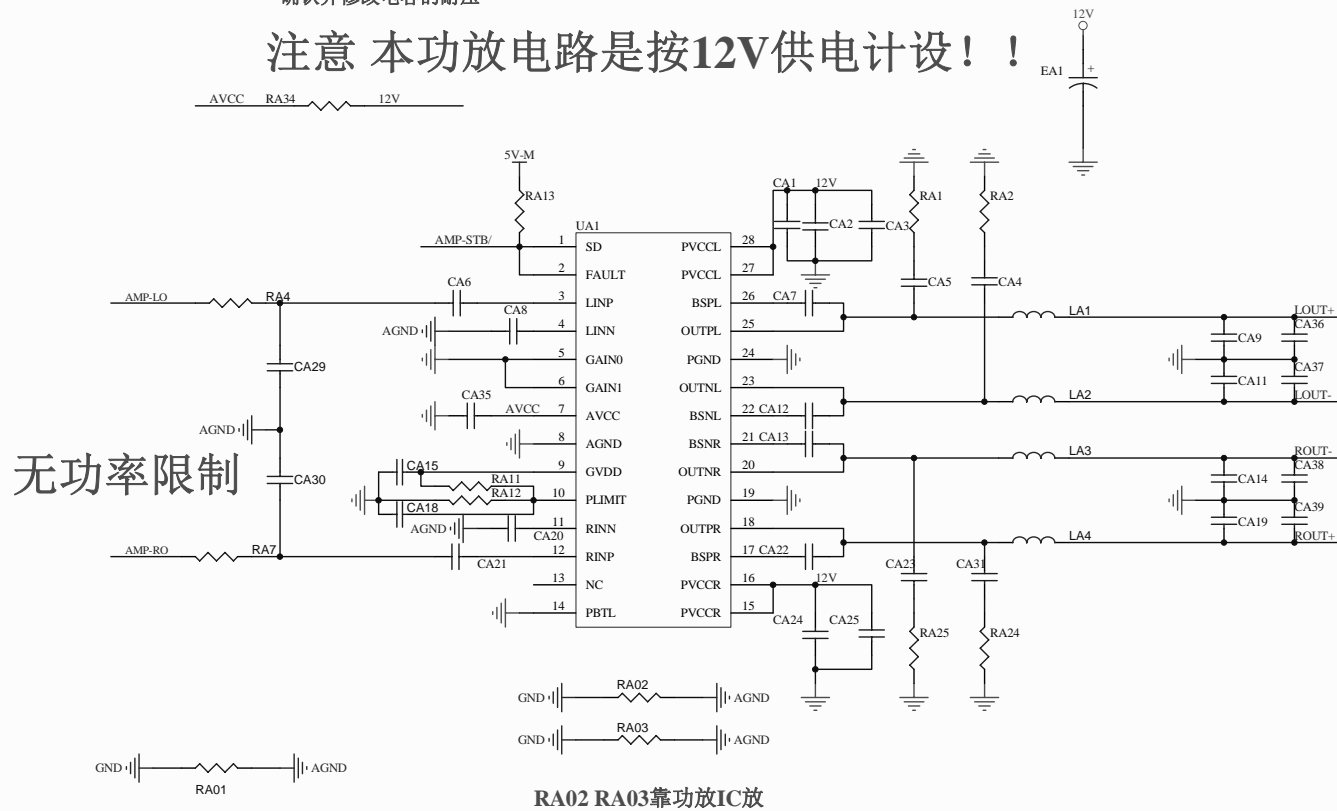 注意 本功放电路是按12V供电计设！！
12V
EA1
+
AVCC RA34 12V
5V-M
RA13
AMP-STB/
UA1
1 SD
2 FAULT
3 LINP
4 LINN
5 GAIN0
6 GAIN1
7 AVCC
8 AGND
9 GVDD
10 PLIMIT
11 RINN
12 RINP
13 NC
14 PBTL
PVCCL 28
PVCCL 27
BSPL 26
OUTPL 25
PGND 24
OUTNL 23
BSNL 22
BSNR 21
OUTNR 20
PGND 19
OUTPR 18
BSPR 17
PVCCR 16
PVCCR 15
AMP-LO
RA4
CA6
AGND
CA8
CA29
CA35
AVCC
AGND
无功率限制
CA30
CA15
RA11
RA12
CA18
AGND
CA20
AMP-RO
RA7
CA21
CA1
12V
CA2
CA3
RA1
RA2
CA7
CA5
CA4
LA1
LOUT+
CA9
CA36
CA11
CA37
CA12
LA2
LOUT-
CA13
LA3
ROUT-
CA14
CA38
CA19
CA39
LA4
ROUT+
CA22
12V
CA23
CA31
CA24
CA25
RA25
RA24
GND RA02 AGND
GND RA03 AGND
GND RA01 AGND
RA02 RA03靠功放IC放